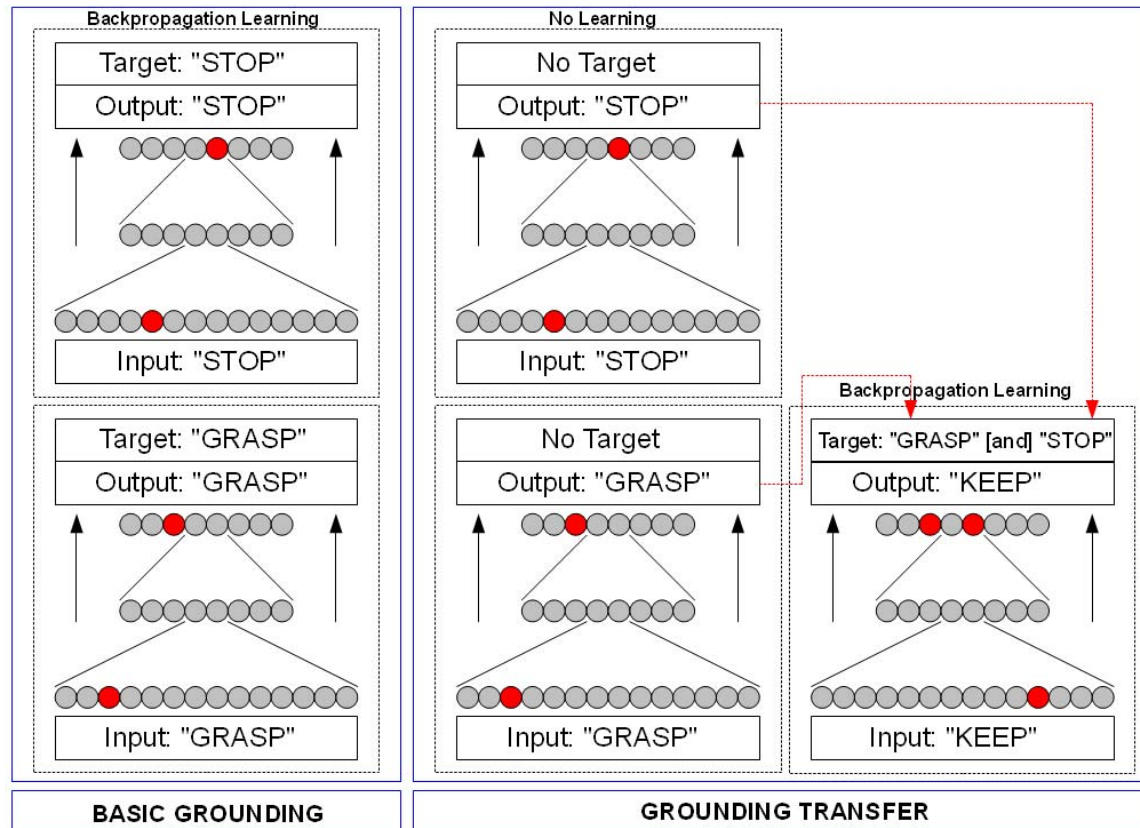 Backpropagation Learning
Target: "STOP"
Output: "STOP"
Input: "STOP"
Target: "GRASP"
Output: "GRASP"
Input: "GRASP"
BASIC GROUNDING
No Learning
No Target
Output: "STOP"
Input: "STOP"
No Target
Output: "GRASP"
Input: "GRASP"
Backpropagation Learning
Target: "GRASP" [and] "STOP"
Output: "KEEP"
Input: "KEEP"
GROUNDING TRANSFER